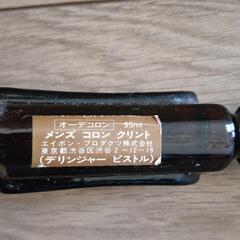 オーデコロン 95ml
メンズ コロン クリント
エイボン・プロダクツ株式会社
東京都渋谷区渋谷2-12-19
(デリンジャー ピストル)